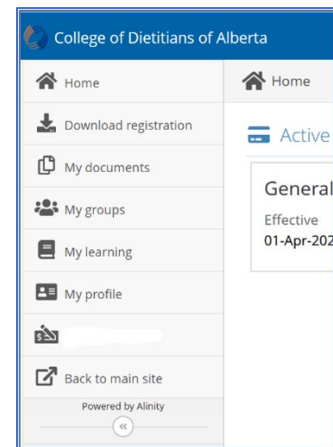 College of Dietitians of Alberta
Home
Download registration
My documents
My groups
My learning
My profile
Back to main site
Powered by Alinity
Home
Active
General
Effective
01-Apr-202